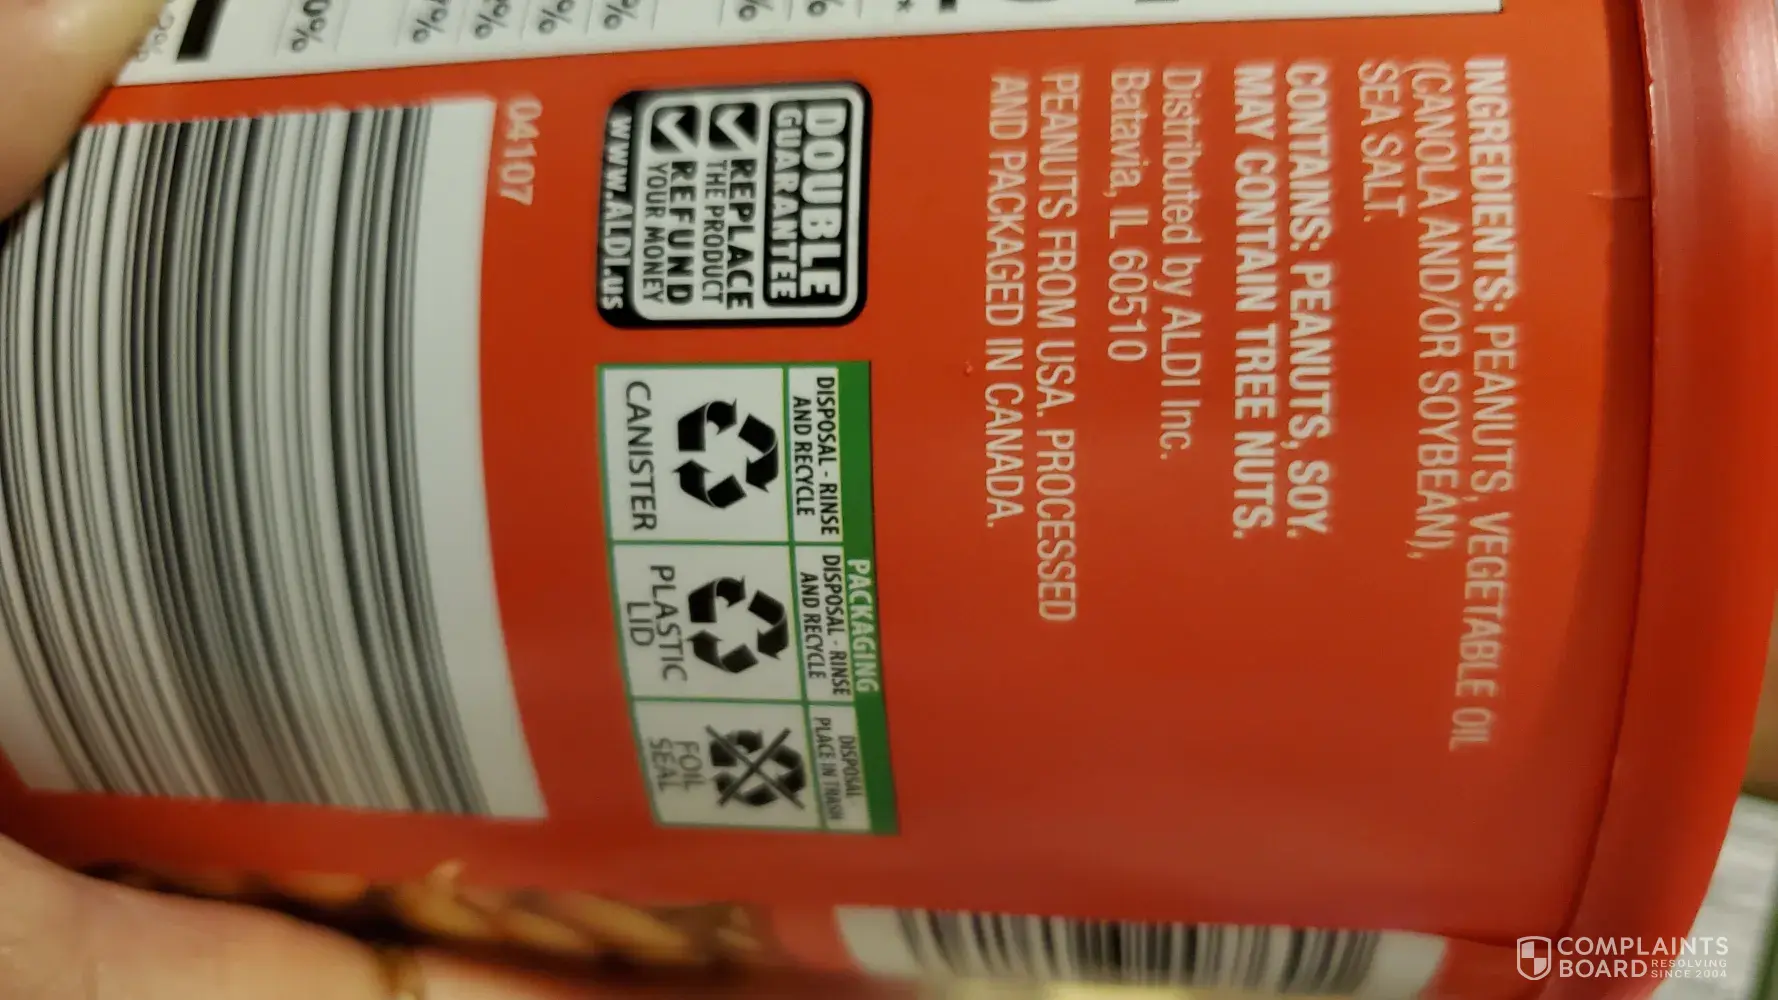 INGREDIENTS: PEANUTS, VEGETABLE OIL
(CANOLA AND/OR SOYBEAN),
SEA SALT.
CONTAINS: PEANUTS, SOY.
MAY CONTAIN TREE NUTS.
Distributed by ALDI Inc.
Batavia, IL 60510
PEANUTS FROM USA. PROCESSED
AND PACKAGED IN CANADA.
DOUBLE
GUARANTEE
REPLACE
THE PRODUCT
REFUND
YOUR MONEY
WWW.ALDI.US
PACKAGING
DISPOSAL - RINSE
AND RECYCLE
CANISTER
DISPOSAL - RINSE
AND RECYCLE
PLASTIC
LID
DISPOSAL
PLACE IN TRASH
FOIL
SEAL
04107
COMPLAINTS
BOARD
RESOLVING
SINCE 2004